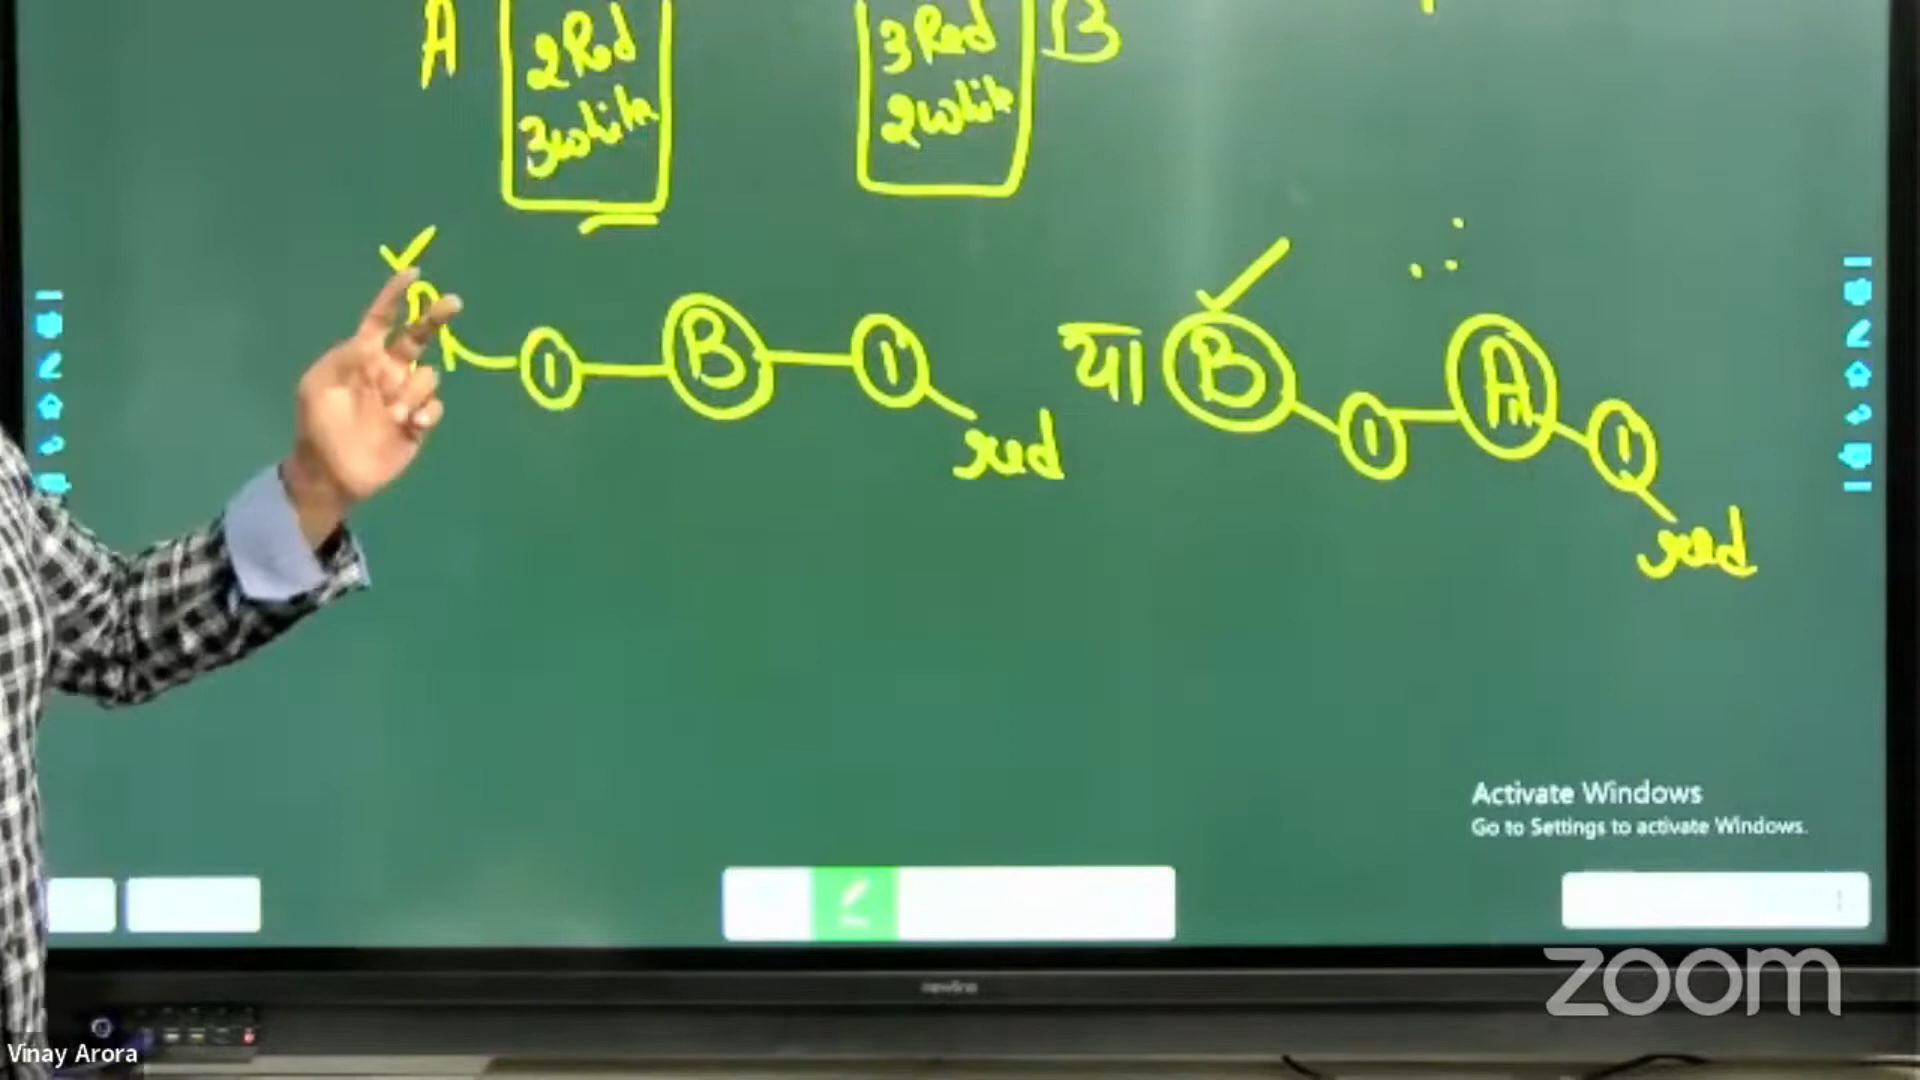 A 2 Red 3 Red B
3 white 2 white
1 B 1 red या B 1 A 1 red
Activate Windows
Go to Settings to activate Windows.
newline
zoom
Vinay Arora